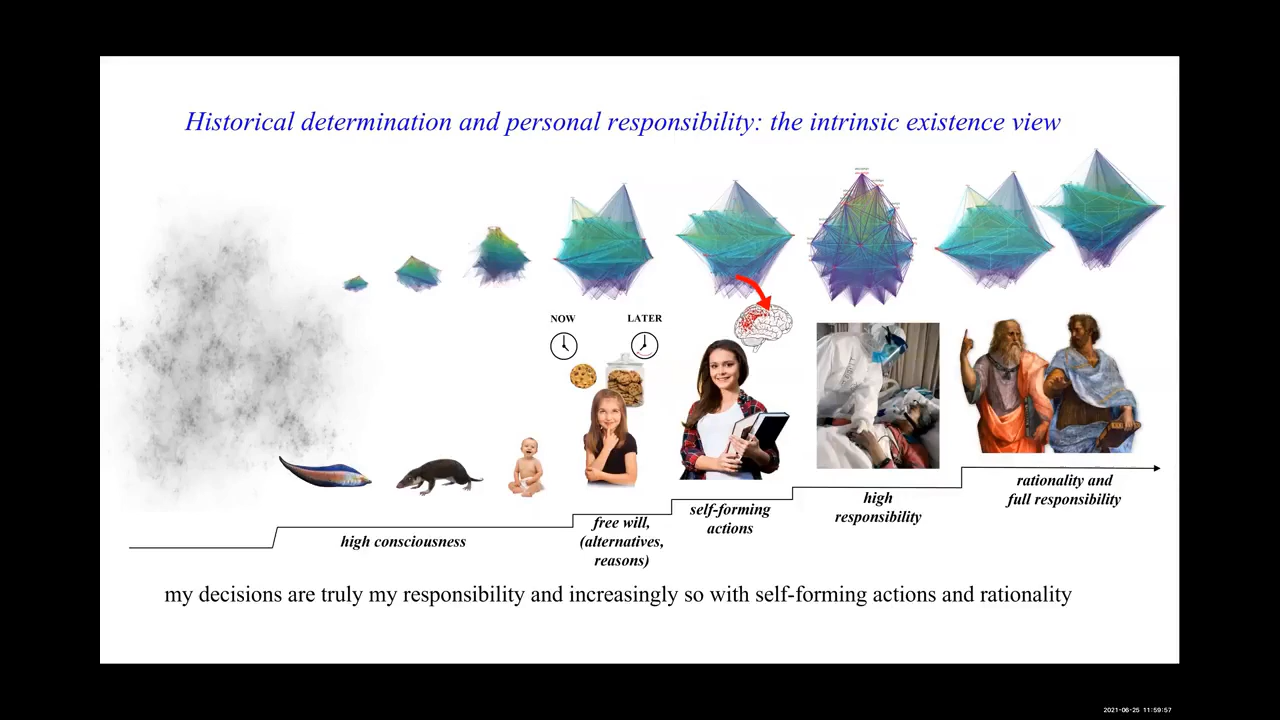 Historical determination and personal responsibility: the intrinsic existence view
NOW
LATER
high consciousness
free will,
(alternatives,
reasons)
self-forming
actions
high
responsibility
rationality and
full responsibility
my decisions are truly my responsibility and increasingly so with self-forming actions and rationality
2021-06-25 11:59:57